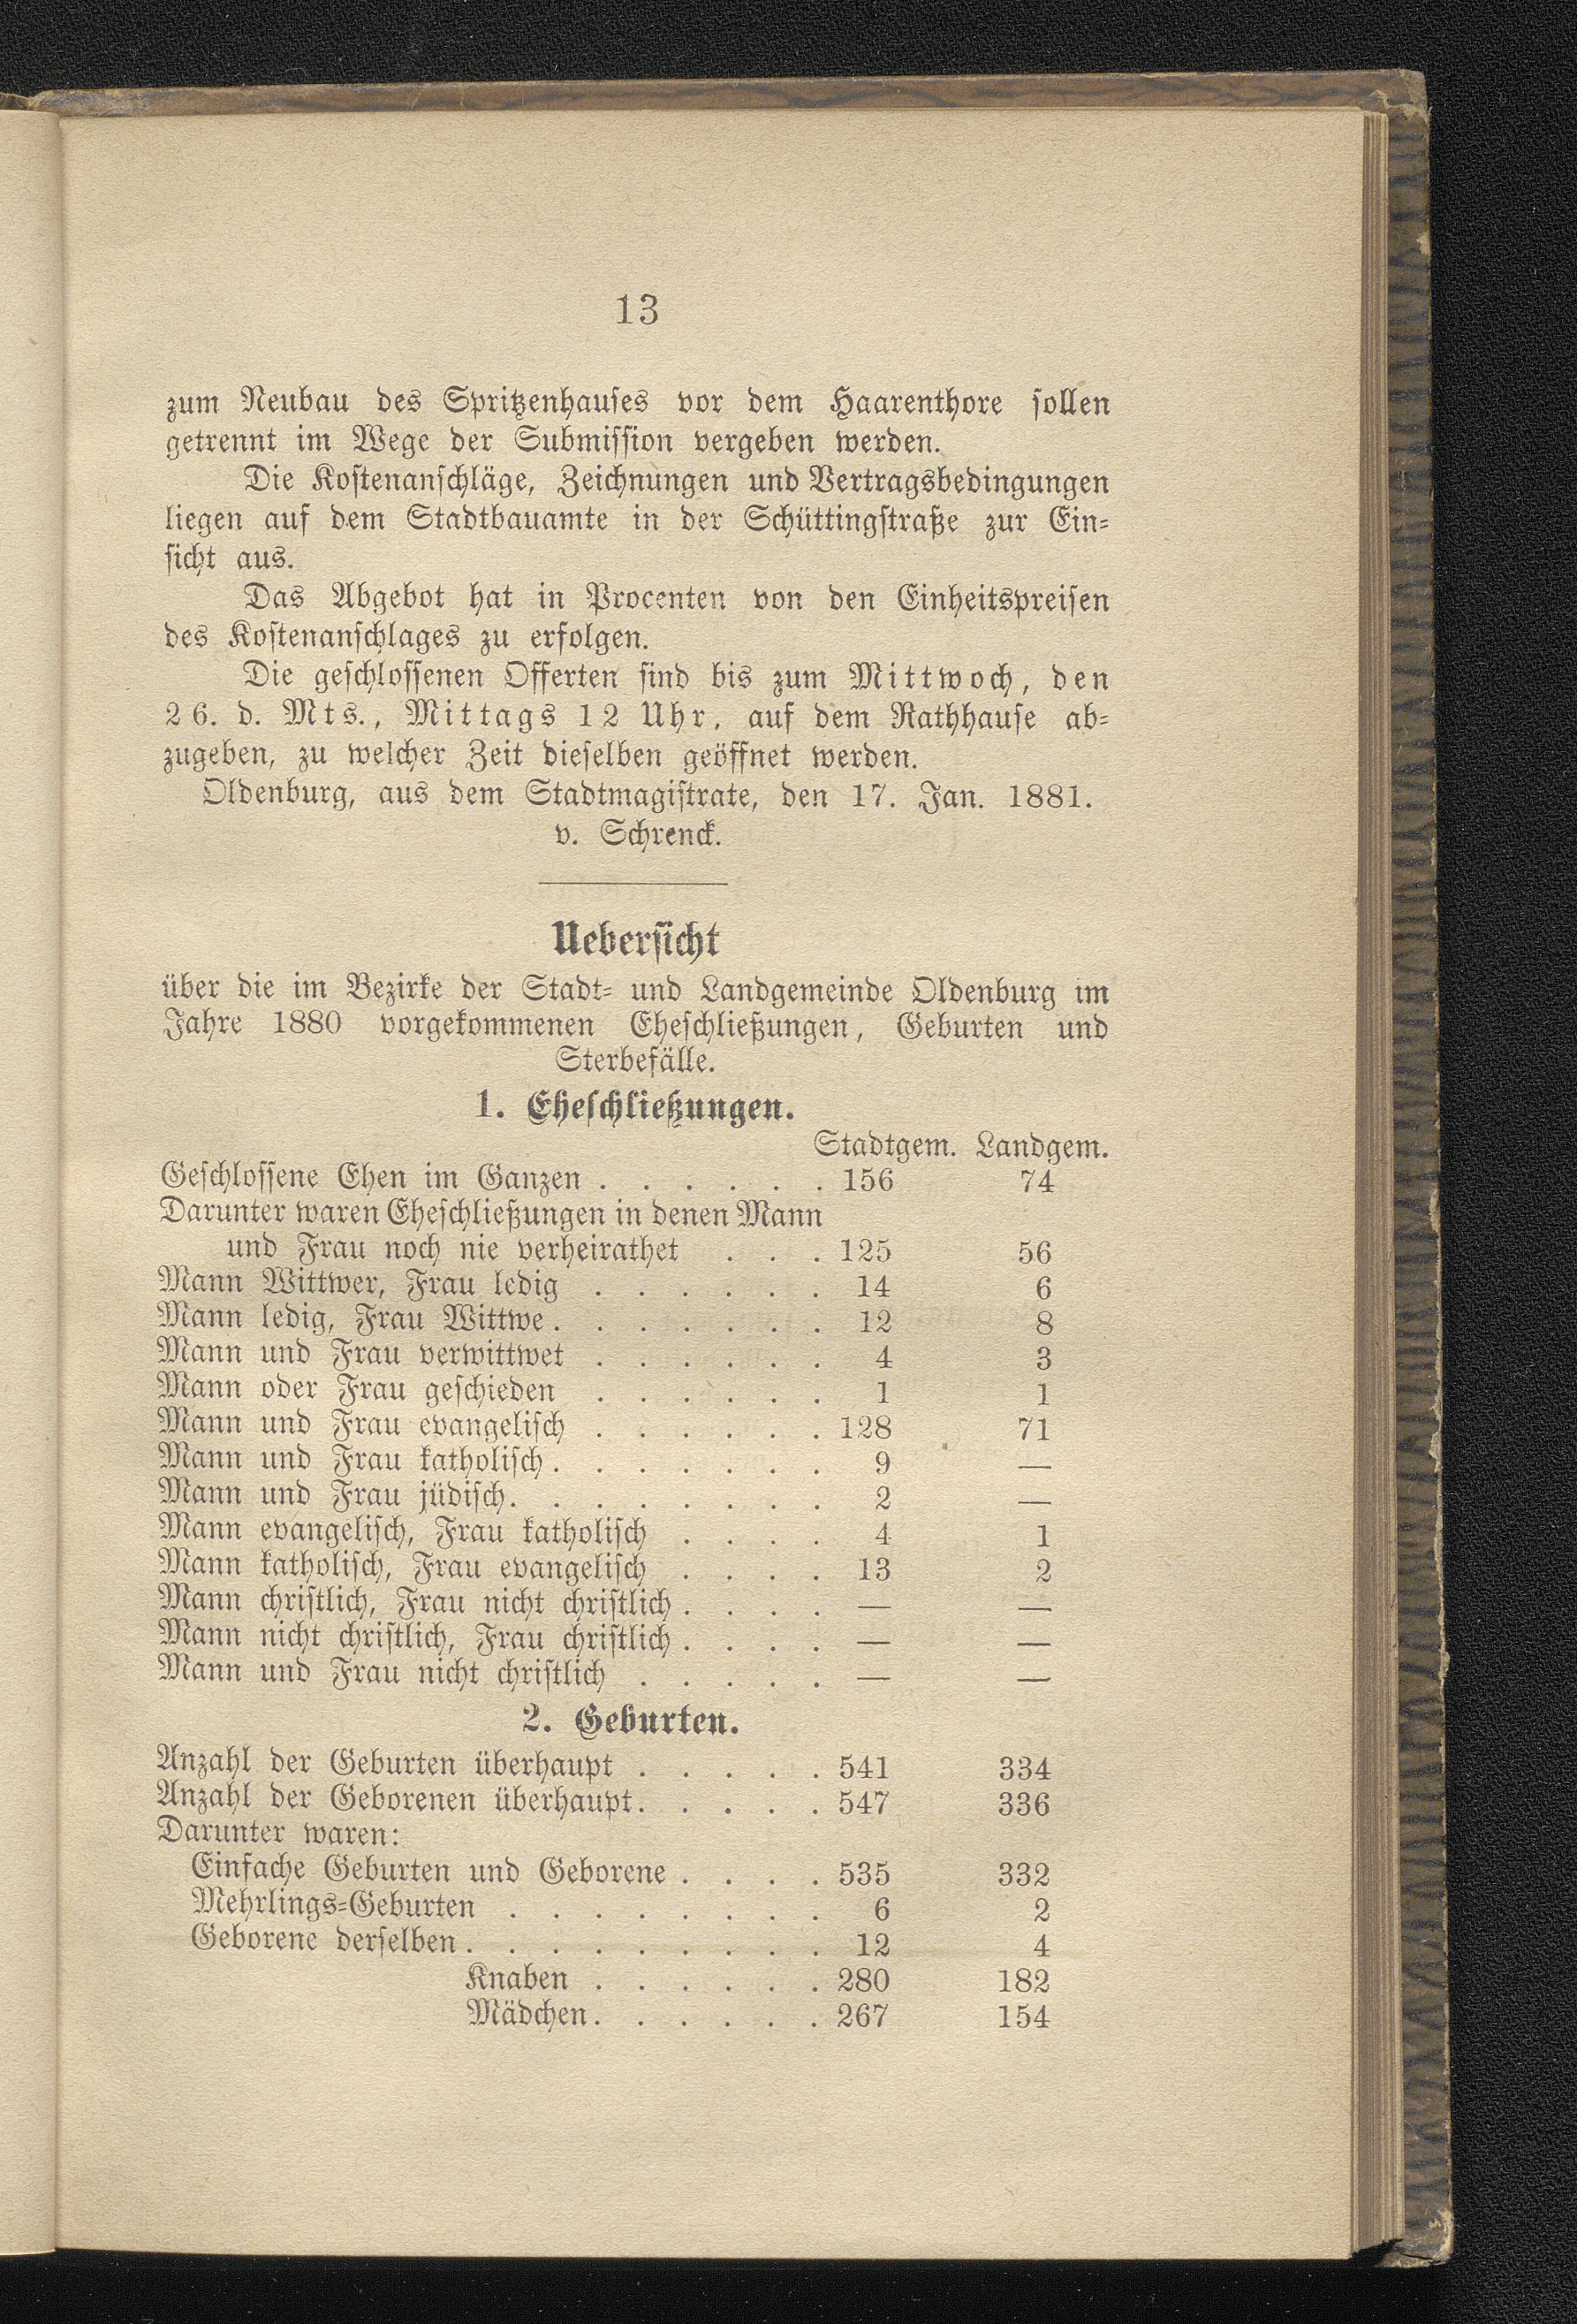 13
zum Neubau des Spritzenhauses vor dem Haarenthore sollen
getrennt im Wege der Submission vergeben werden.
Die Kostenanschläge, Zeichnungen und Vertragsbedingungen
liegen auf dem Stadtbauamte in der Schüttingstraße zur Ein-
sicht aus.
Das Abgebot hat in Procenten von den Einheitspreisen
des Kostenanschlages zu erfolgen.
Die geschlossenen Offerten sind bis zum Mittwoch, den
26. d. Mts., Mittags 12 Uhr, auf dem Rathhause ab-
zugeben, zu welcher Zeit dieselben geöffnet werden.
Oldenburg, aus dem Stadtmagistrate, den 17. Jan. 1881.
v. Schrenck.
Uebersicht
über die im Bezirke der Stadt- und Landgemeinde Oldenburg im
Jahre 1880 vorgekommenen Eheschließungen, Geburten und
Sterbefälle.
1. Eheschließungen.
Stadtgem. Landgem.
Geschlossene Ehen im Ganzen . . . . . . 156 74
Darunter waren Eheschließungen in denen Mann
und Frau noch nie verheirathet . . . 125 56
Mann Wittwer, Frau ledig . . . . . . 14 6
Mann ledig, Frau Wittwe . . . . . . . 12 8
Mann und Frau verwittwet . . . . . . 4 3
Mann oder Frau geschieden . . . . . . 1 1
Mann und Frau evangelisch . . . . . . 128 71
Mann und Frau katholisch . . . . . . . 9 —
Mann und Frau jüdisch . . . . . . . . 2 —
Mann evangelisch, Frau katholisch . . . . 4 1
Mann katholisch, Frau evangelisch . . . . 13 2
Mann christlich, Frau nicht christlich . . . . — —
Mann nicht christlich, Frau christlich . . . . — —
Mann und Frau nicht christlich . . . . . — —
2. Geburten.
Anzahl der Geburten überhaupt . . . . . 541 334
Anzahl der Geborenen überhaupt . . . . . 547 336
Darunter waren:
Einfache Geburten und Geborene . . . . 535 332
Mehrlings-Geburten . . . . . . . . 6 2
Geborene derselben . . . . . . . . . 12 4
Knaben . . . . . . 280 182
Mädchen . . . . . . 267 154